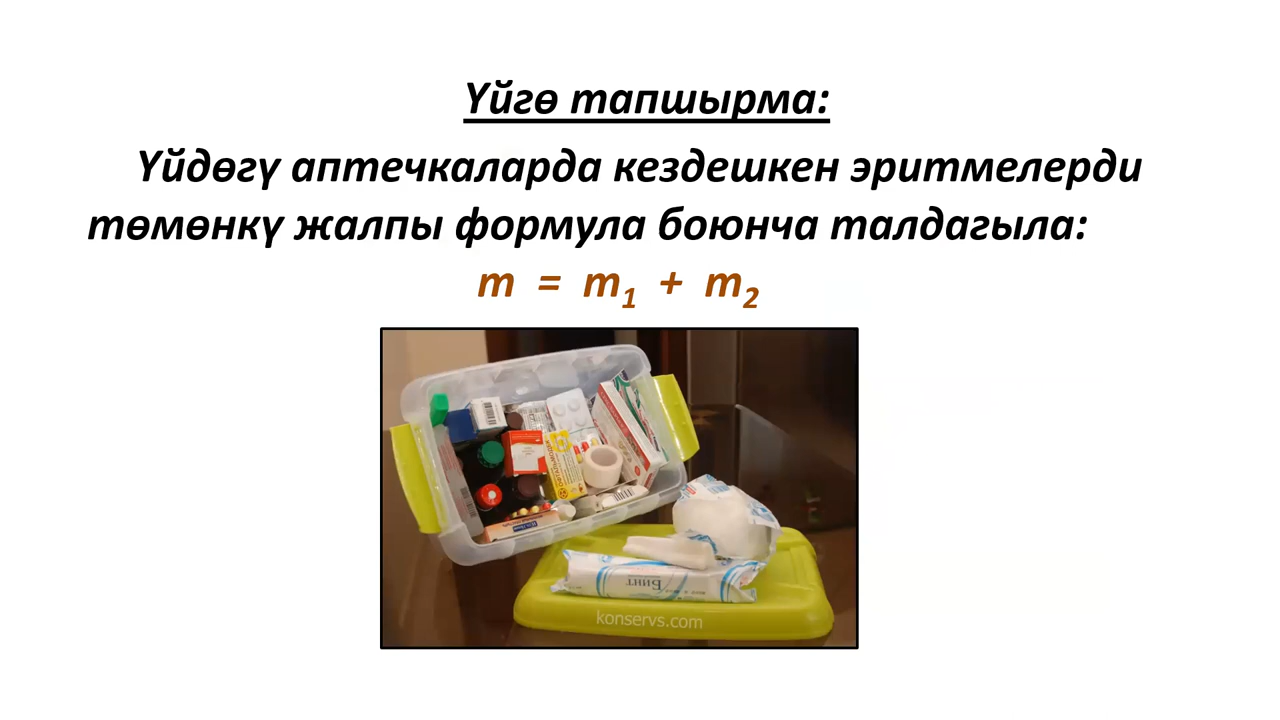 Үйгө тапшырма:
Үйдөгү аптечкаларда кездешкен эритмелерди
төмөнкү жалпы формула боюнча талдагыла:
m = m₁ + m₂
Бинт
konservs.com